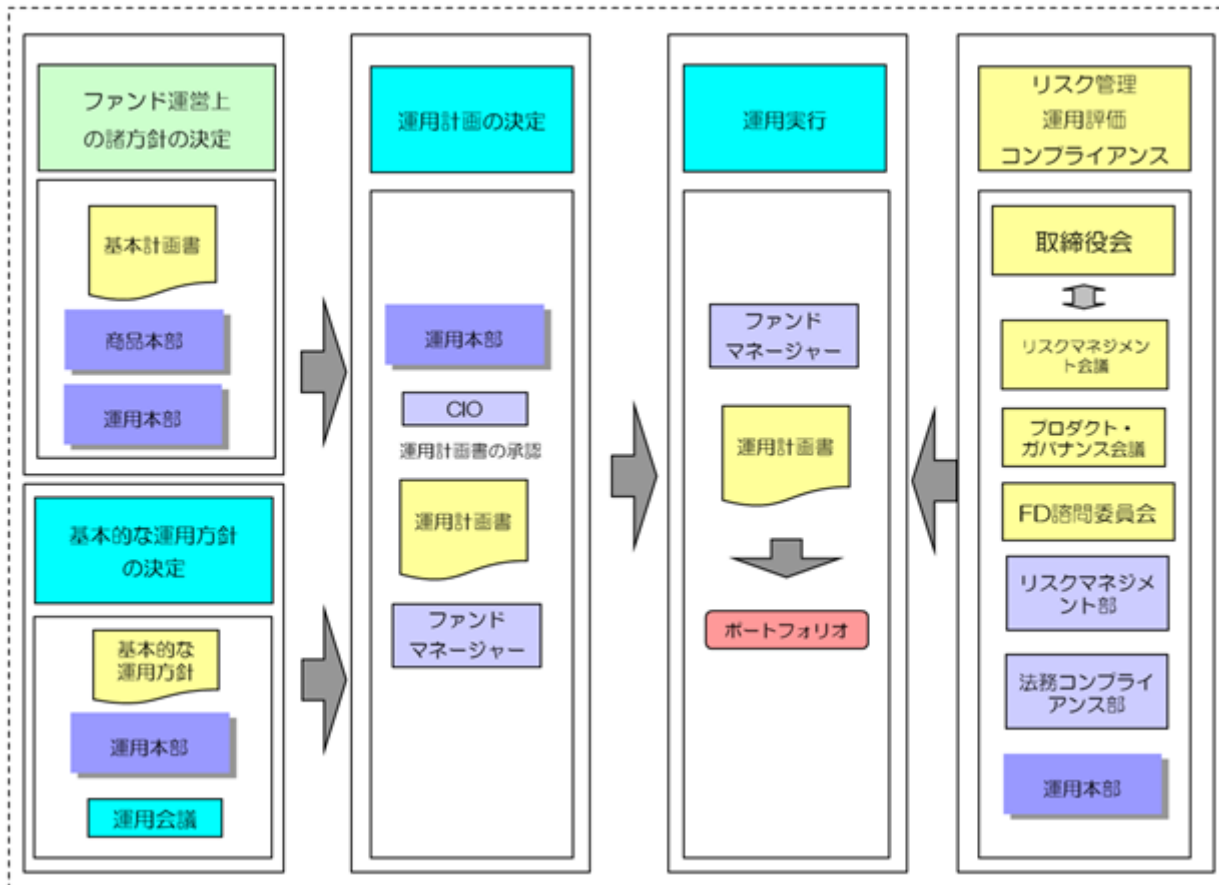 ファンド運営上
の諸方針の決定
基本計画書
商品本部
運用本部
基本的な運用方針
の決定
基本的な
運用方針
運用本部
運用会議
運用計画の決定
運用本部
CIO
運用計画書の承認
運用計画書
ファンド
マネージャー
運用実行
ファンド
マネージャー
運用計画書
ポートフォリオ
リスク管理
運用評価
コンプライアンス
取締役会
リスクマネジメン
ト会議
プロダクト・
ガバナンス会議
FD諮問委員会
リスクマネジメ
ント部
法務コンプライ
アンス部
運用本部